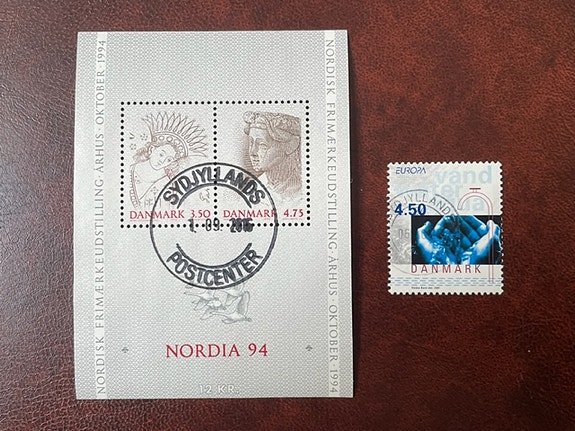 NORDISK FRIMÆRKEUDSTILLING · ÅRHUS · OKTOBER 1994
NORDISK FRIMÆRKEUDSTILLING · ÅRHUS · OKTOBER 1994
DANMARK 3.50
DANMARK 4.75
SYDJYLLANDS
POSTCENTER
NORDIA 94
12 KR.
EUROPA
vand
4.50
SYDJYLLANDS
DANMARK